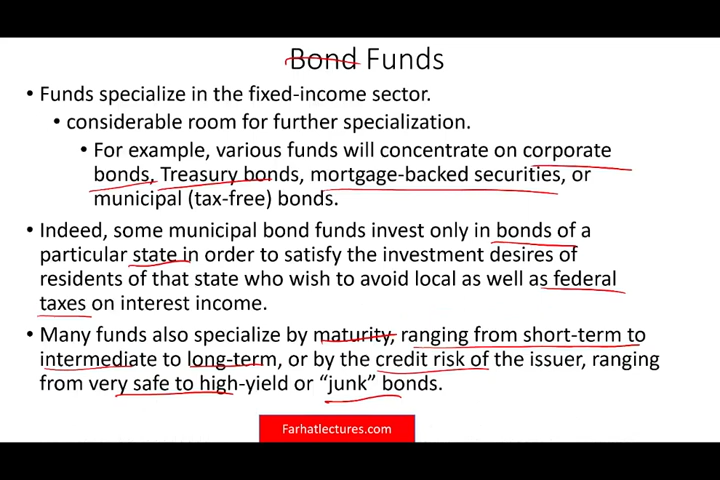 Bond Funds
• Funds specialize in the fixed-income sector.
• considerable room for further specialization.
• For example, various funds will concentrate on corporate
bonds, Treasury bonds, mortgage-backed securities, or
municipal (tax-free) bonds.
• Indeed, some municipal bond funds invest only in bonds of a
particular state in order to satisfy the investment desires of
residents of that state who wish to avoid local as well as federal
taxes on interest income.
• Many funds also specialize by maturity, ranging from short-term to
intermediate to long-term, or by the credit risk of the issuer, ranging
from very safe to high-yield or “junk” bonds.
Farhatlectures.com